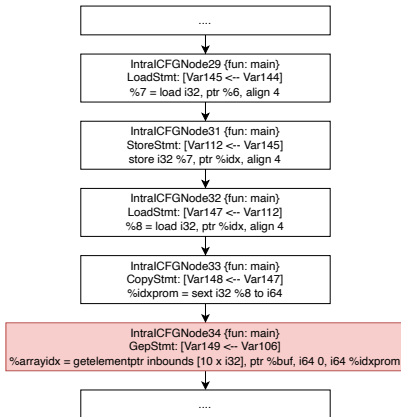 ....
IntraICFGNode29 {fun: main}
LoadStmt: [Var145 <-- Var144]
%7 = load i32, ptr %6, align 4
IntraICFGNode31 {fun: main}
StoreStmt: [Var112 <-- Var145]
store i32 %7, ptr %idx, align 4
IntraICFGNode32 {fun: main}
LoadStmt: [Var147 <-- Var112]
%8 = load i32, ptr %idx, align 4
IntraICFGNode33 {fun: main}
CopyStmt: [Var148 <-- Var147]
%idxprom = sext i32 %8 to i64
IntraICFGNode34 {fun: main}
GepStmt: [Var149 <-- Var106]
%arrayidx = getelementptr inbounds [10 x i32], ptr %buf, i64 0, i64 %idxprom
....